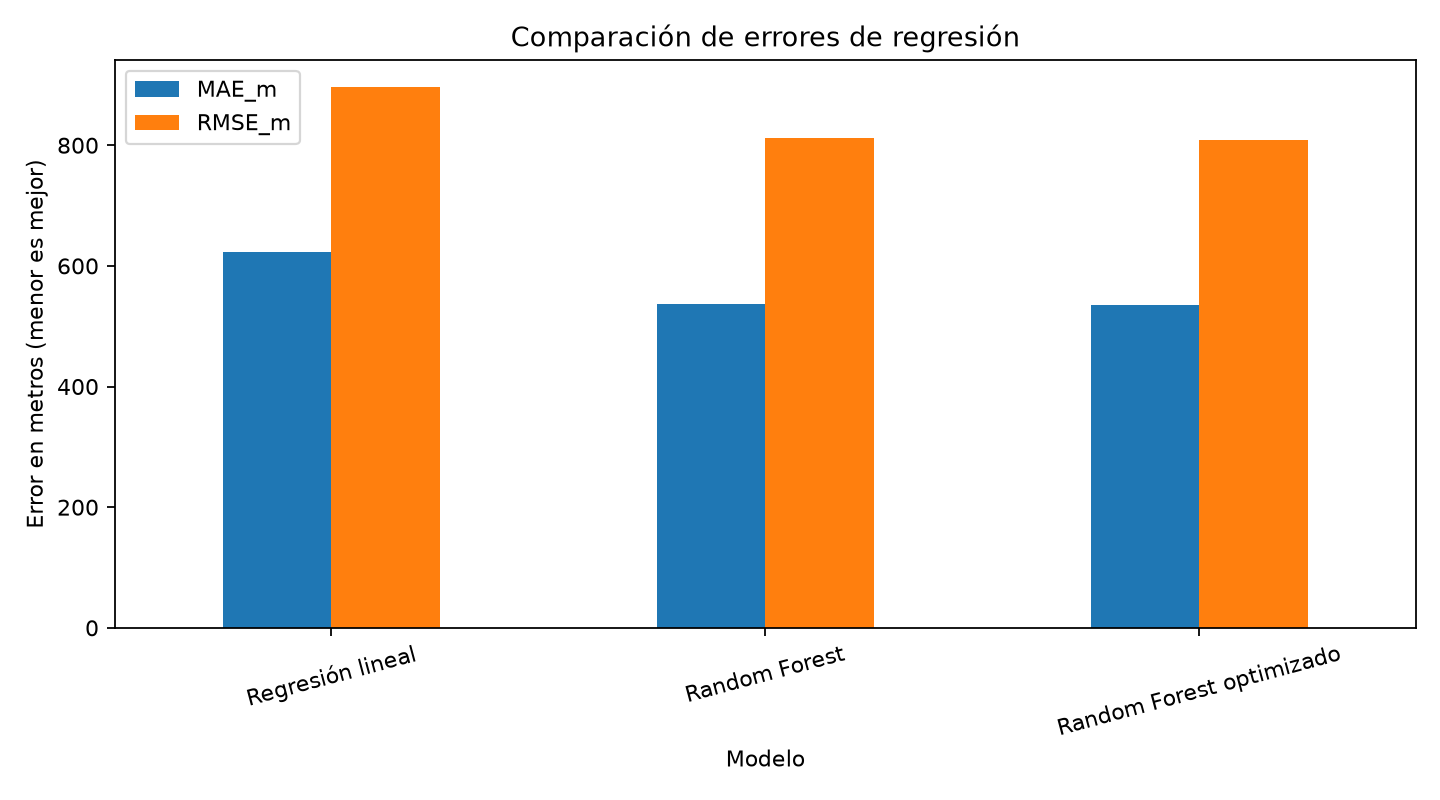 Comparación de errores de regresión
MAE_m
RMSE_m
Error en metros (menor es mejor)
800
600
400
200
0
Regresión lineal
Random Forest
Random Forest optimizado
Modelo